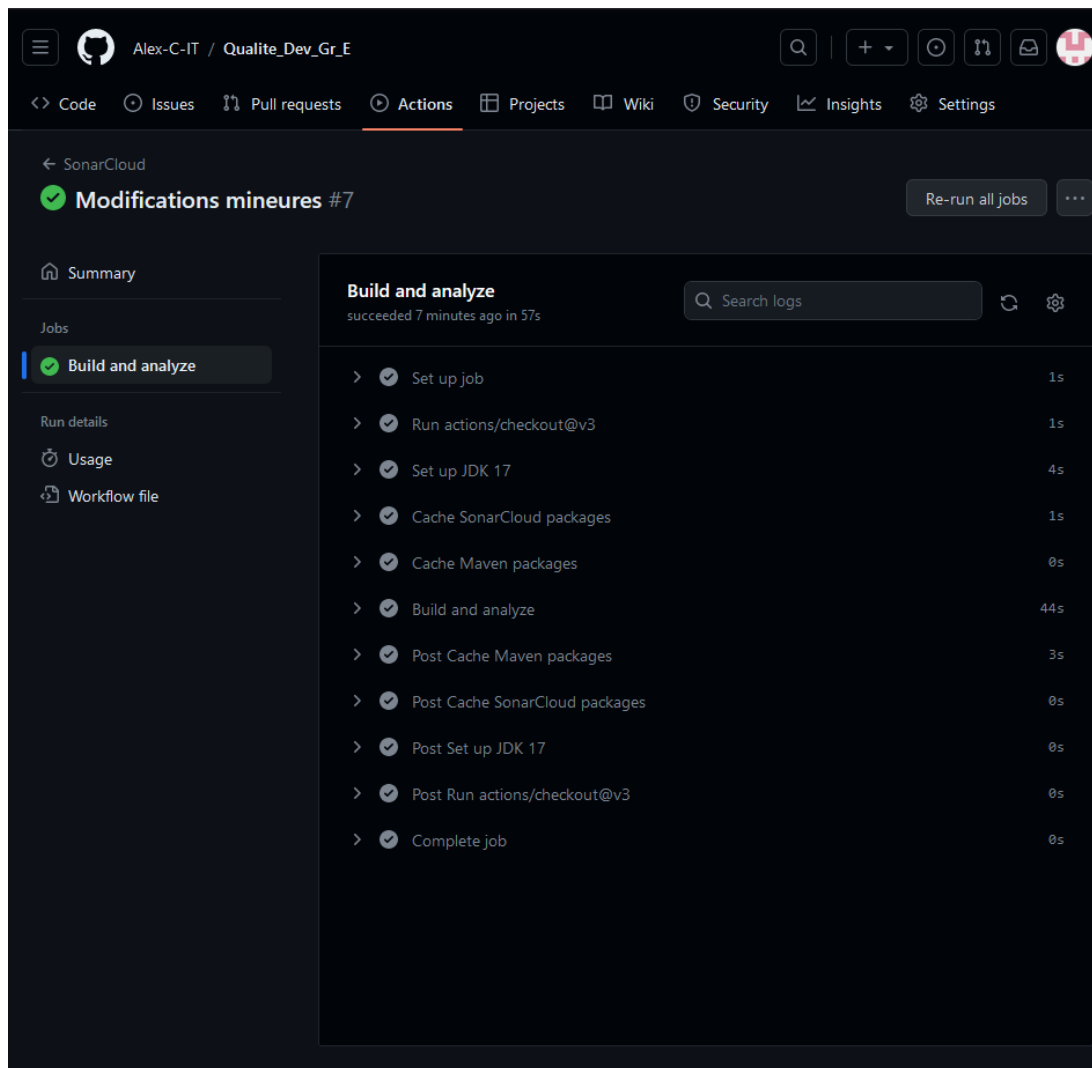 Alex-C-IT / Qualite_Dev_Gr_E
Code Issues Pull requests Actions Projects Wiki Security Insights Settings
SonarCloud
Modifications mineures #7
Re-run all jobs
Summary
Jobs
Build and analyze
Run details
Usage
Workflow file
Build and analyze
succeeded 7 minutes ago in 57s
Search logs
Set up job 1s
Run actions/checkout@v3 1s
Set up JDK 17 4s
Cache SonarCloud packages 1s
Cache Maven packages 0s
Build and analyze 44s
Post Cache Maven packages 3s
Post Cache SonarCloud packages 0s
Post Set up JDK 17 0s
Post Run actions/checkout@v3 0s
Complete job 0s